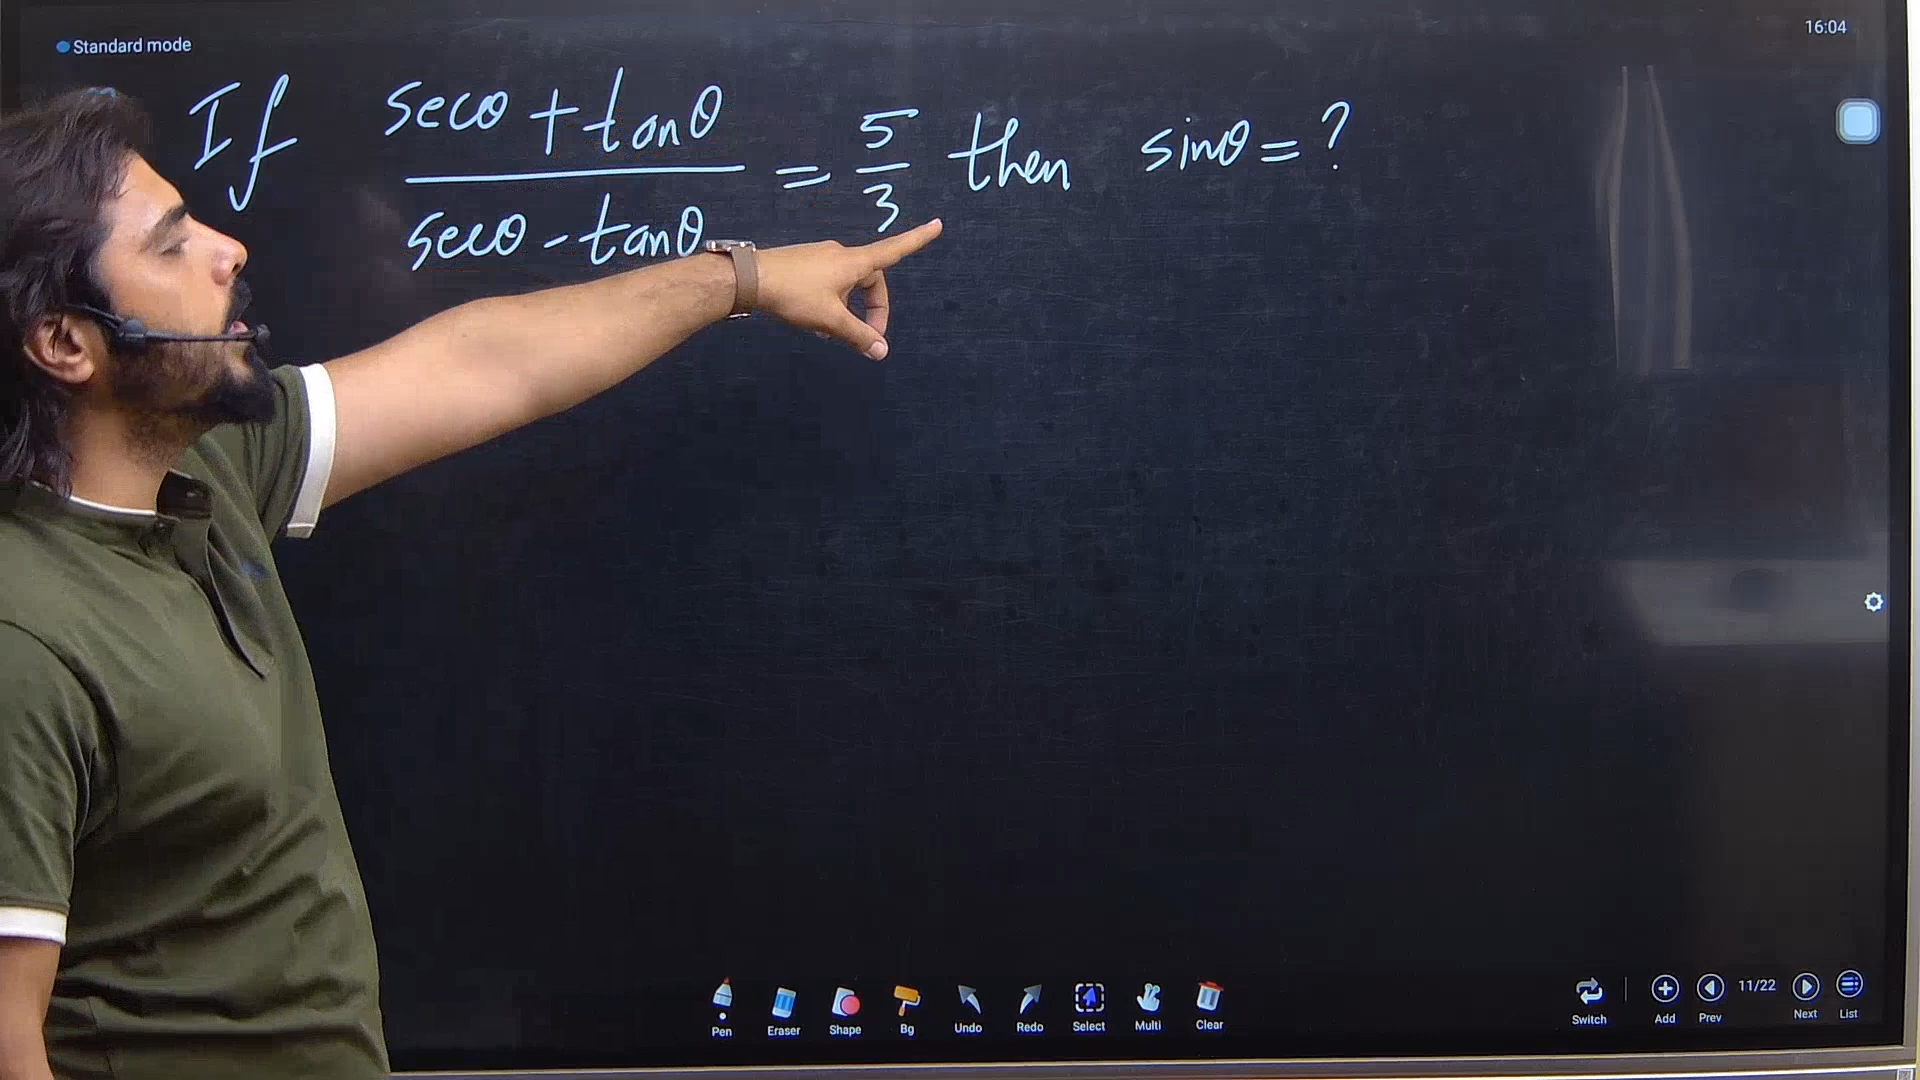 Standard mode
16:04
If secθ + tanθ / secθ - tanθ = 5/3 then sinθ = ?
Pen Eraser Shape Bg Undo Redo Select Multi Clear
Switch Add Prev 11/22 Next List